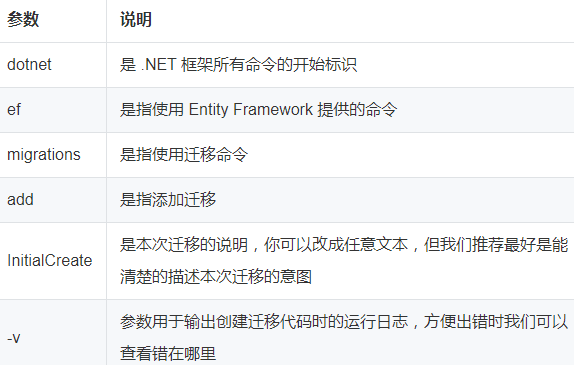 参数 说明
dotnet 是 .NET 框架所有命令的开始标识
ef 是指使用 Entity Framework 提供的命令
migrations 是指使用迁移命令
add 是指添加迁移
InitialCreate 是本次迁移的说明，你可以改成任意文本，但我们推荐最好是能
清楚的描述本次迁移的意图
-v 参数用于输出创建迁移代码时的运行日志，方便出错时我们可以
查看错在哪里